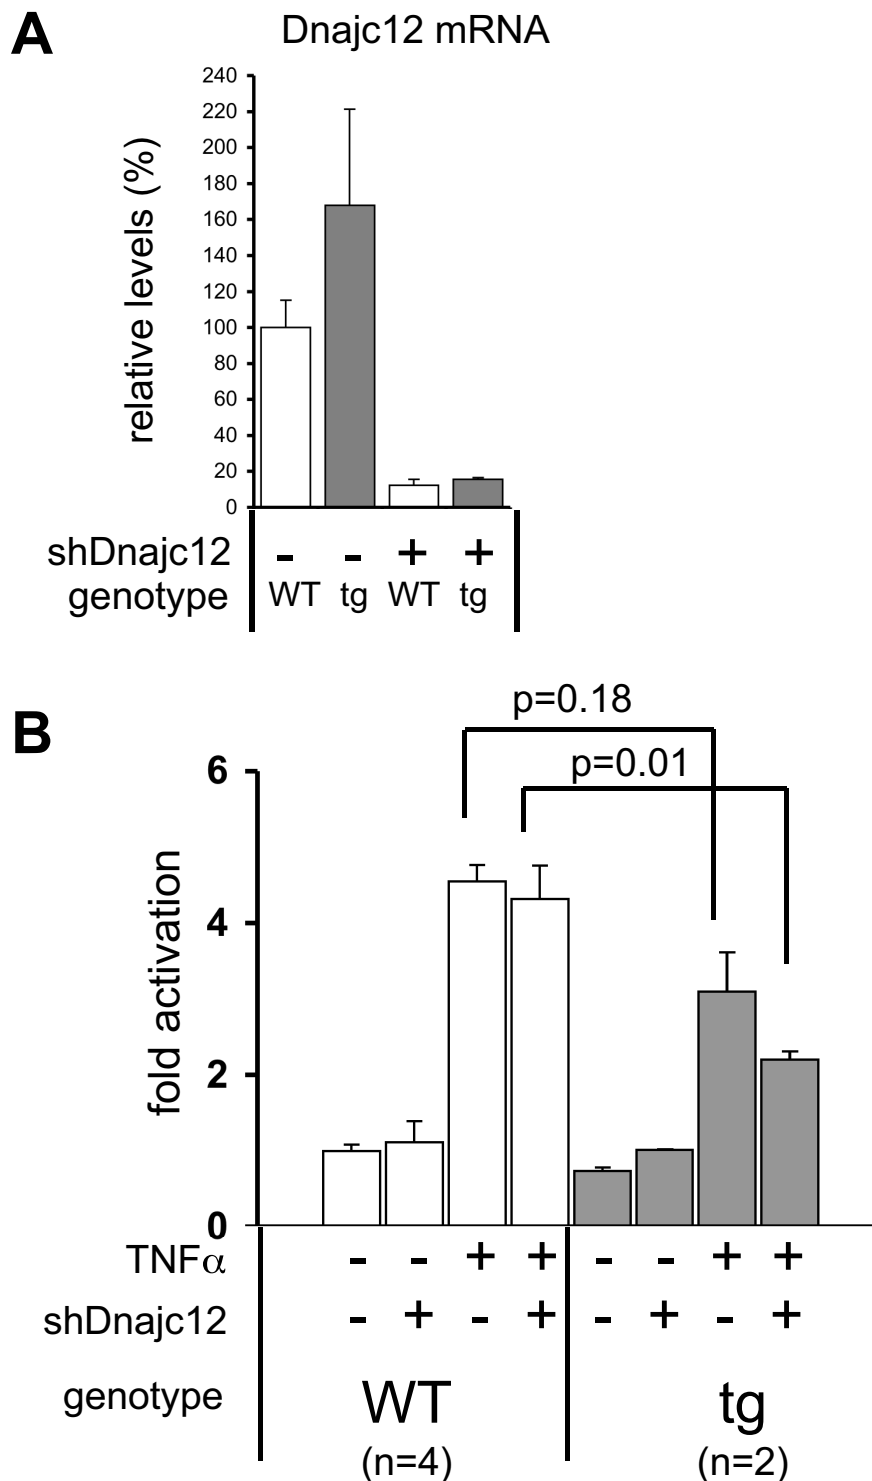 A
Dnajc12 mRNA
relative levels (%)
240
220
200
180
160
140
120
100
80
60
40
20
0
shDnajc12 - - + +
genotype WT tg WT tg
B
p=0.18
p=0.01
fold activation
6
4
2
0
TNFα - - + + - - + +
shDnajc12 - + - + - + - +
genotype WT tg
(n=4) (n=2)